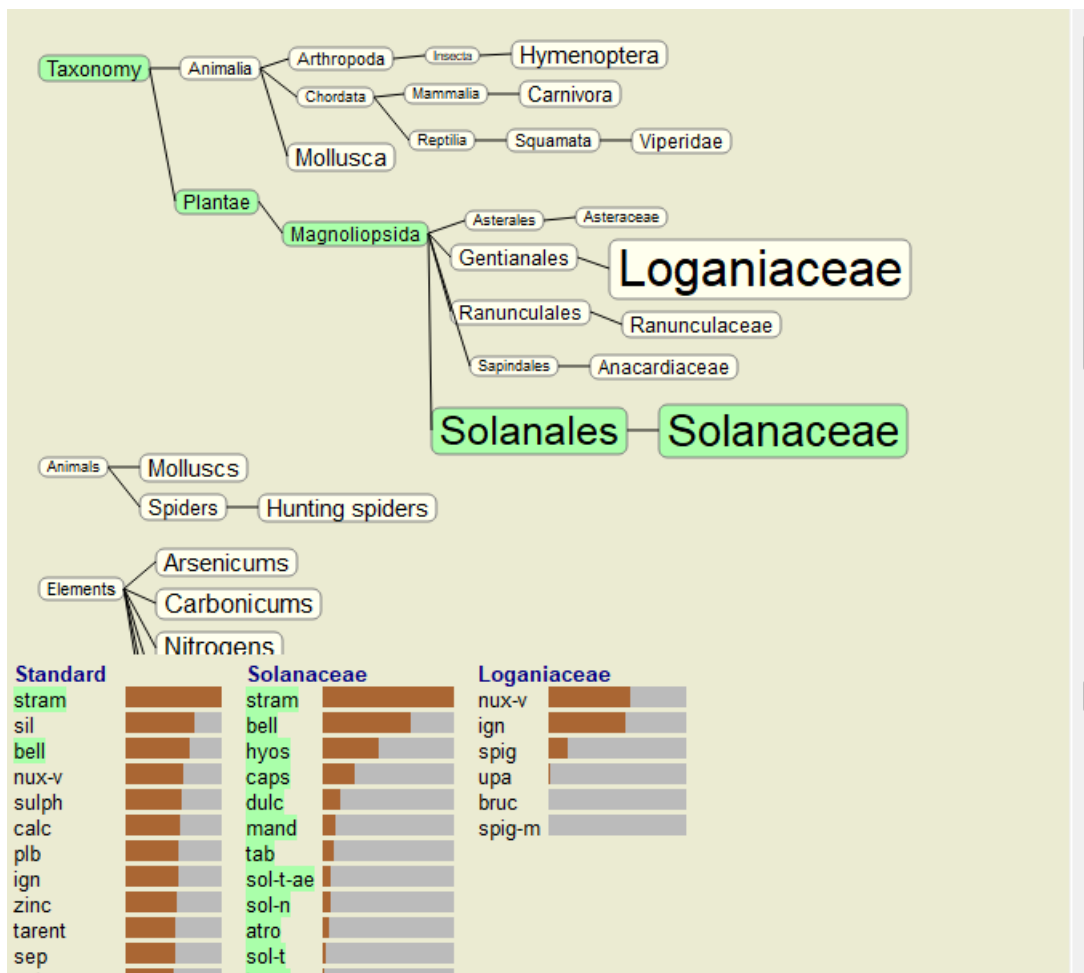 Taxonomy
Animalia
Arthropoda
Insecta
Hymenoptera
Chordata
Mammalia
Carnivora
Reptilia
Squamata
Viperidae
Mollusca
Plantae
Magnoliopsida
Asterales
Asteraceae
Gentianales
Loganiaceae
Ranunculales
Ranunculaceae
Sapindales
Anacardiaceae
Solanales
Solanaceae
Animals
Molluscs
Spiders
Hunting spiders
Elements
Arsenicums
Carbonicums
Nitrogens
Standard
stram
sil
bell
nux-v
sulph
calc
plb
ign
zinc
tarent
sep
Solanaceae
stram
bell
hyos
caps
dulc
mand
tab
sol-t-ae
sol-n
atro
sol-t
Loganiaceae
nux-v
ign
spig
upa
bruc
spig-m